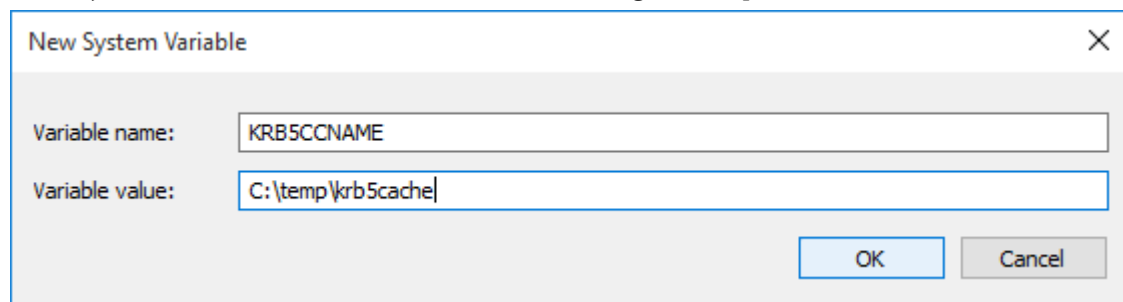 New System Variable
Variable name: KRB5CCNAME
Variable value: C:\temp\krb5cache
OK Cancel